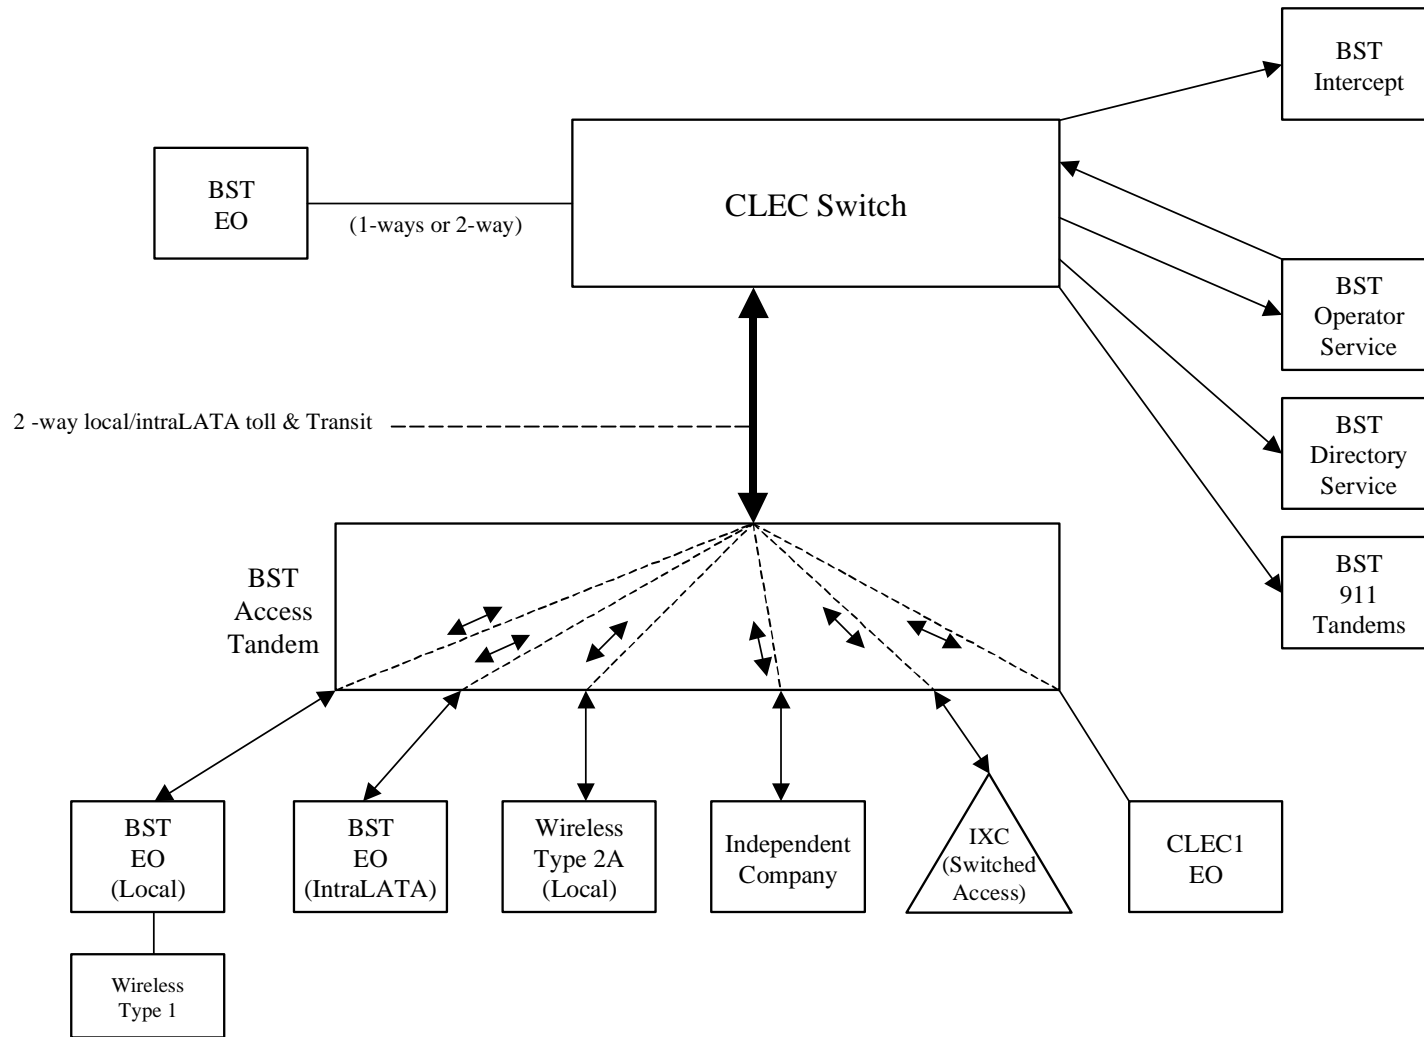 BST
Intercept
BST
EO
(1-ways or 2-way)
CLEC Switch
BST
Operator
Service
BST
Directory
Service
2 -way local/intraLATA toll & Transit
BST
911
Tandems
BST
Access
Tandem
BST
EO
(Local)
BST
EO
(IntraLATA)
Wireless
Type 2A
(Local)
Independent
Company
IXC
(Switched
Access)
CLEC1
EO
Wireless
Type 1